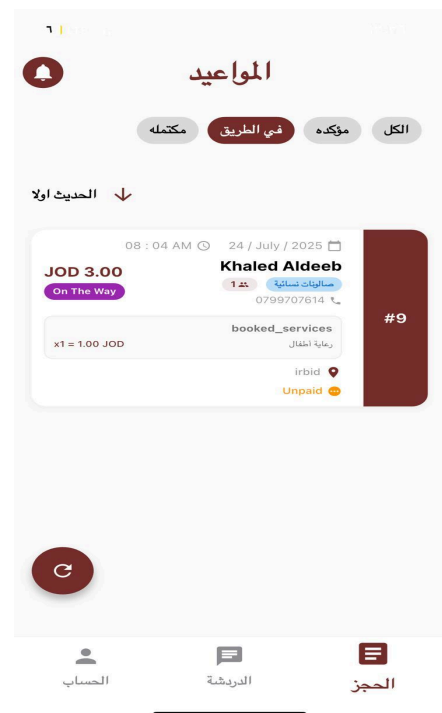 ٦
المواعيد
الكل
مؤكده
في الطريق
مكتمله
الحديث اولا
24 / July / 2025
08 : 04 AM
Khaled Aldeeb
JOD 3.00
صالونات نسائية
1
On The Way
0799707614
#9
booked_services
رعاية أطفال
x1 = 1.00 JOD
irbid
Unpaid
الحجز
الدردشة
الحساب